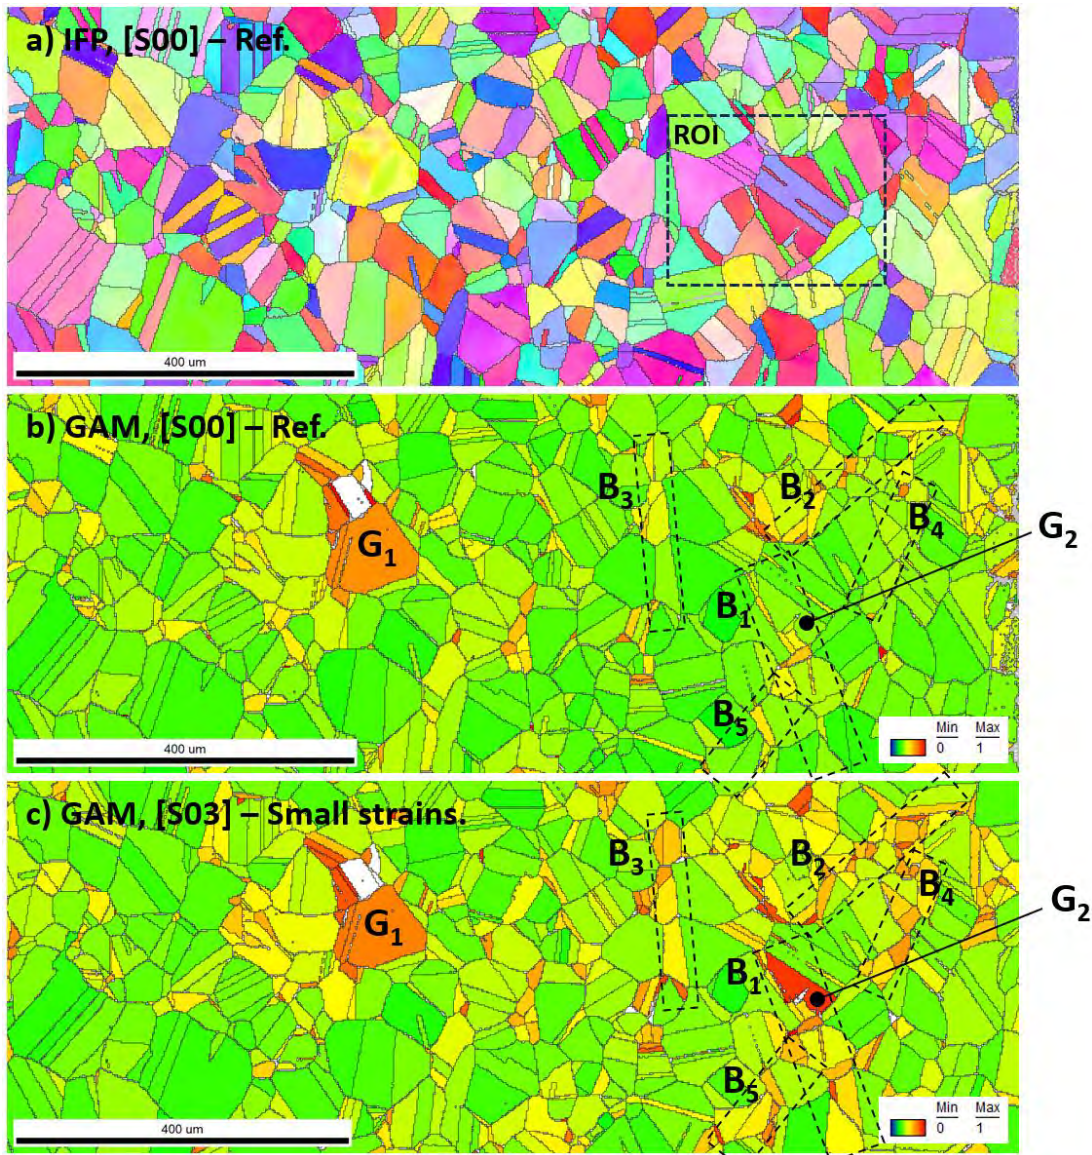 a) IFP, [S00] – Ref.
ROI
400 um
b) GAM, [S00] – Ref.
B3
B2
B4
G2
G1
B1
B5
Min Max
0 1
400 um
c) GAM, [S03] – Small strains.
B3
B2
B4
G2
G1
B1
B5
Min Max
0 1
400 um